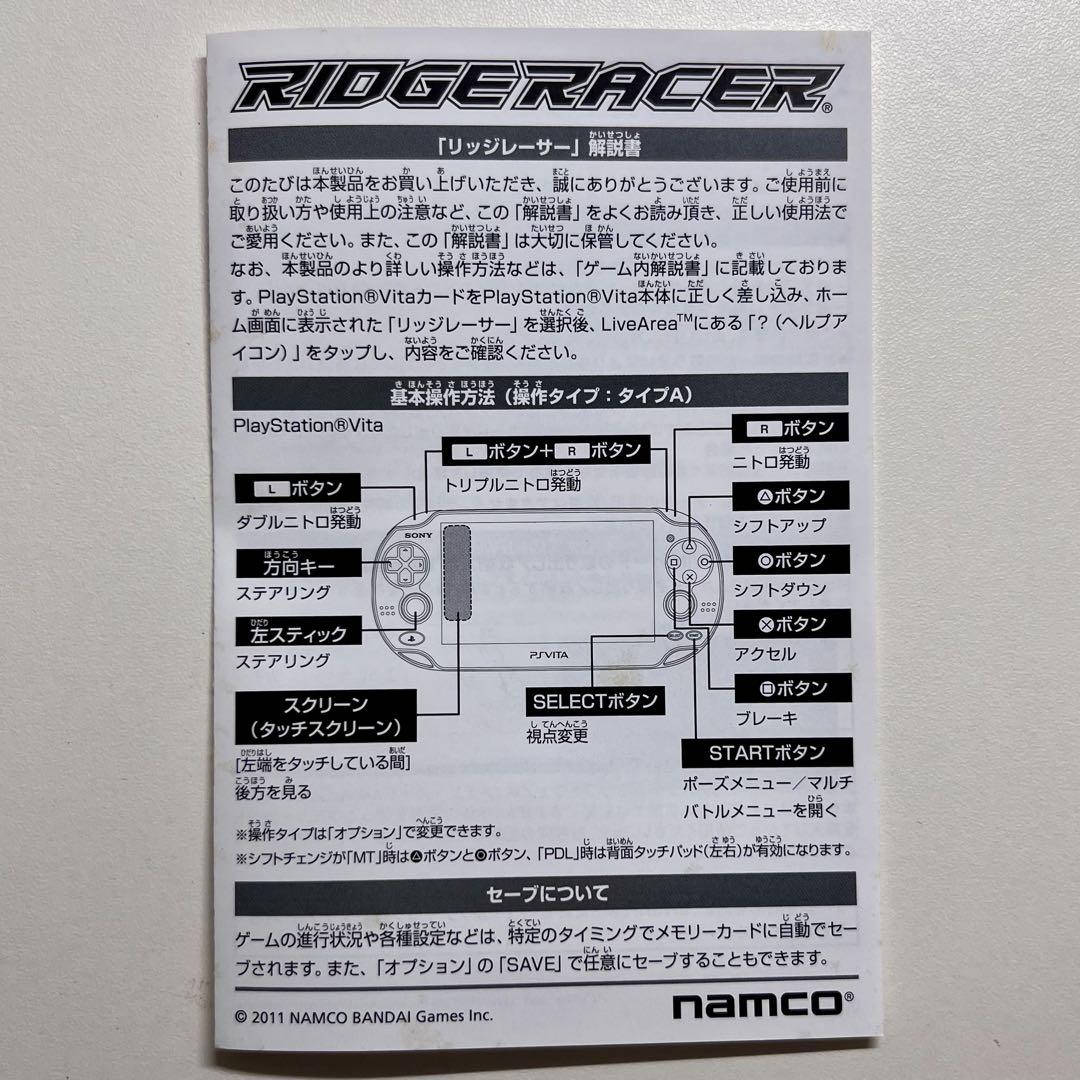 RIDGE RACER®
「リッジレーサー」解説書
このたびは本製品をお買い上げいただき、誠にありがとうございます。ご使用前に
取り扱い方や使用上の注意など、この「解説書」をよくお読み頂き、正しい使用法で
ご愛用ください。また、この「解説書」は大切に保管してください。
なお、本製品のより詳しい操作方法などは、「ゲーム内解説書」に記載しておりま
す。PlayStation®VitaカードをPlayStation®Vita本体に正しく差し込み、ホー
ム画面に表示された「リッジレーサー」を選択後、LiveArea™にある「？（ヘルプア
イコン）」をタップし、内容をご確認ください。
基本操作方法（操作タイプ：タイプA）
PlayStation®Vita
L ボタン＋ R ボタン
トリプルニトロ発動
R ボタン
ニトロ発動
L ボタン
ダブルニトロ発動
△ボタン
シフトアップ
方向キー
ステアリング
○ボタン
シフトダウン
左スティック
ステアリング
×ボタン
アクセル
SONY
PSVITA
SELECT
START
スクリーン
（タッチスクリーン）
[左端をタッチしている間]
後方を見る
SELECTボタン
視点変更
□ボタン
ブレーキ
STARTボタン
ポーズメニュー／マルチ
バトルメニューを開く
※操作タイプは「オプション」で変更できます。
※シフトチェンジが「MT」時は△ボタンと○ボタン、「PDL」時は背面タッチパッド（左右）が有効になります。
セーブについて
ゲームの進行状況や各種設定などは、特定のタイミングでメモリーカードに自動でセー
ブされます。また、「オプション」の「SAVE」で任意にセーブすることもできます。
© 2011 NAMCO BANDAI Games Inc.
namco®